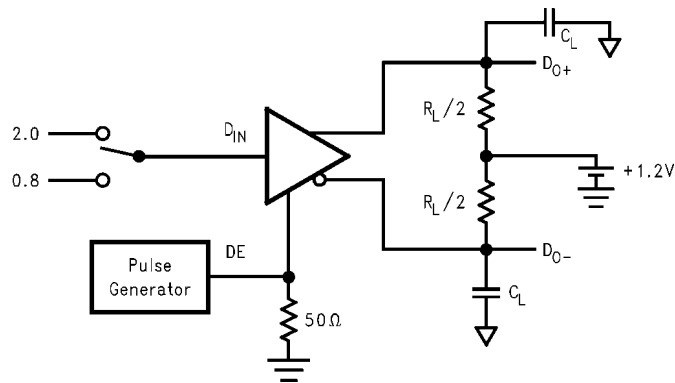 C_L
D_O+
R_L/2
2.0
D_IN
+1.2V
0.8
R_L/2
DE
D_O-
Pulse
Generator
C_L
50Ω